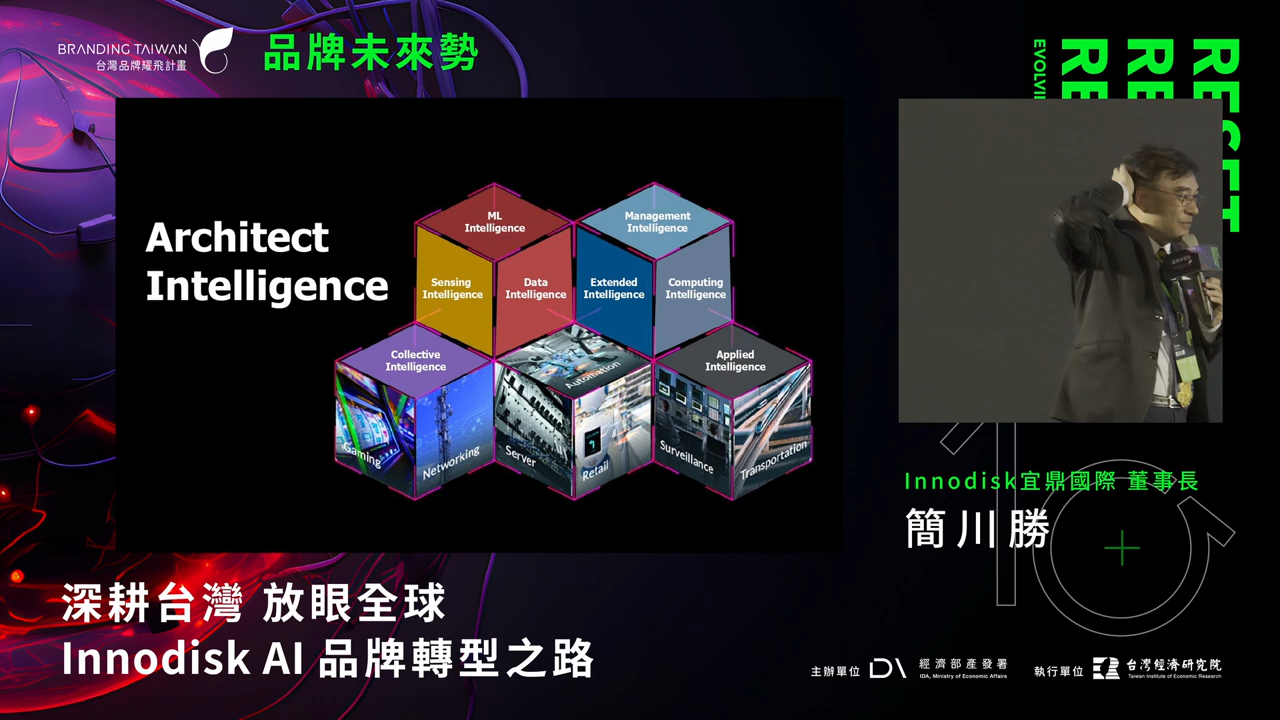 BRANDING TAIWAN
台灣品牌耀飛計畫
品牌未來勢
Architect
Intelligence
ML
Intelligence
Management
Intelligence
Sensing
Intelligence
Data
Intelligence
Extended
Intelligence
Computing
Intelligence
Collective
Intelligence
Automation
Applied
Intelligence
Gaming
Networking
Server
Retail
Surveillance
Transportation
RESET
RE
RE
Innodisk宜鼎國際 董事長
簡川勝
深耕台灣 放眼全球
Innodisk AI 品牌轉型之路
主辦單位
經濟部產發署
IDA, Ministry of Economic Affairs
執行單位
台灣經濟研究院
Taiwan Institute of Economic Research